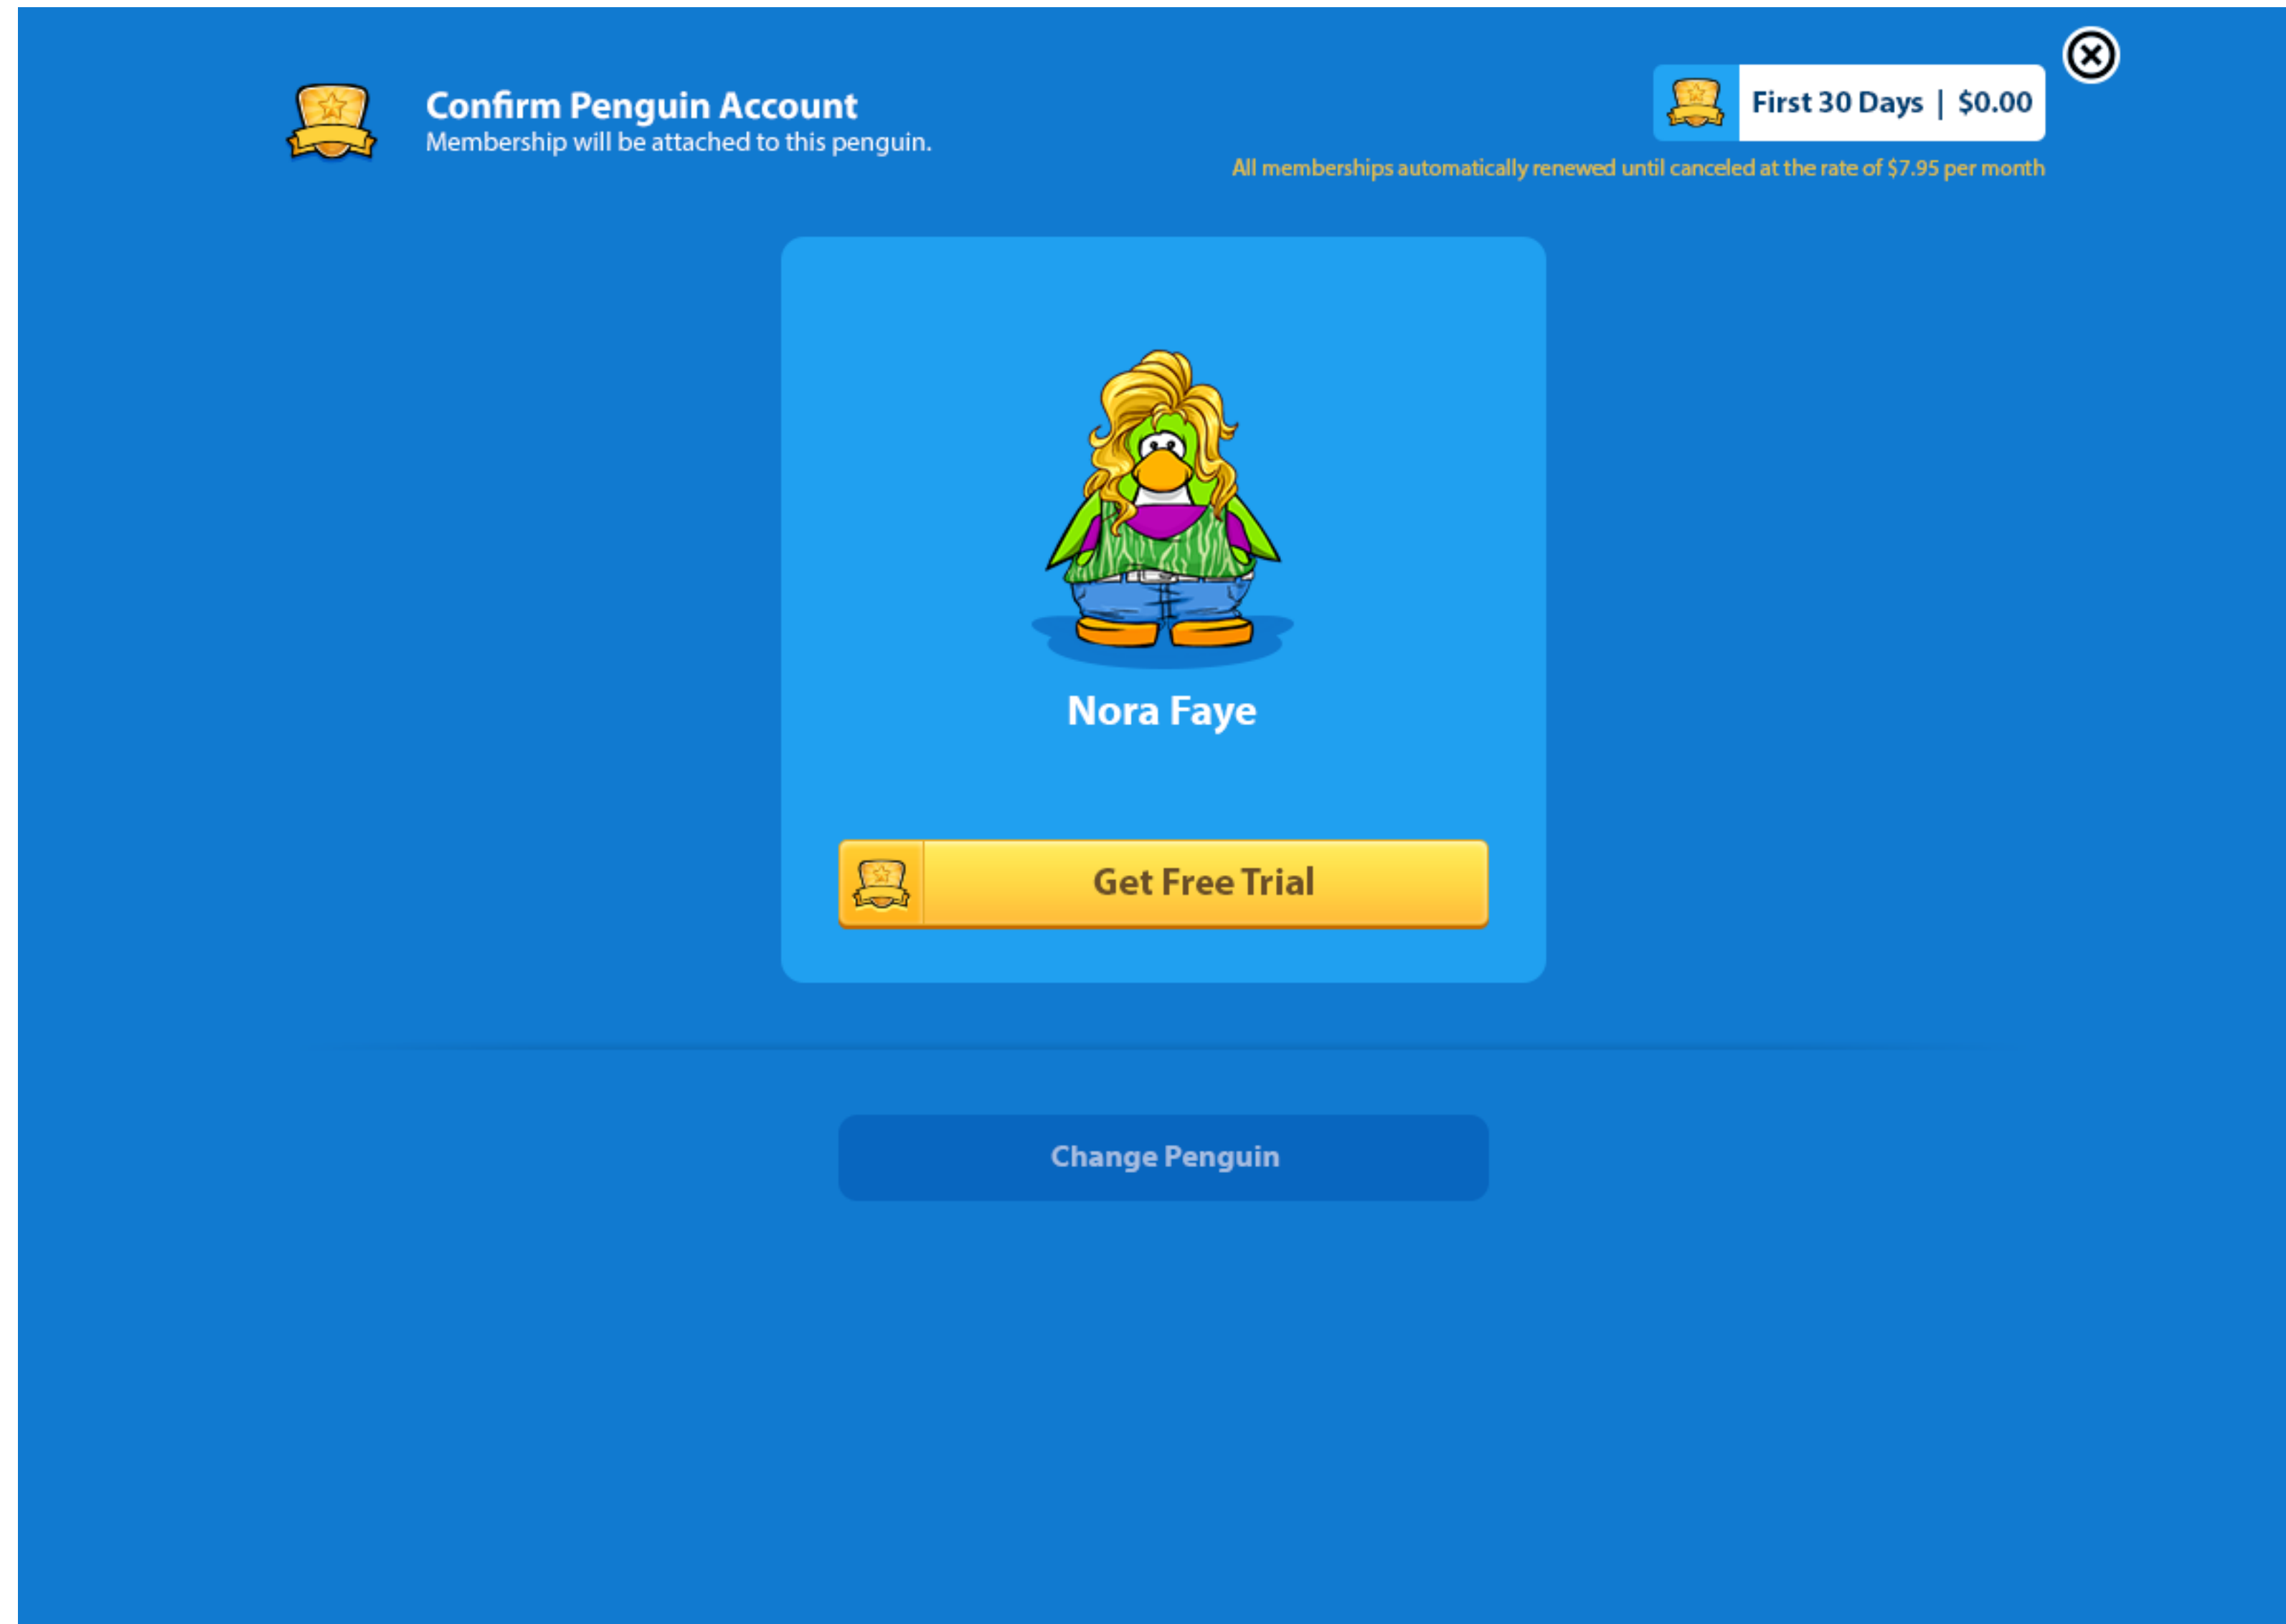 Confirm Penguin Account
Membership will be attached to this penguin.
First 30 Days | $0.00
All memberships automatically renewed until canceled at the rate of $7.95 per month
Nora Faye
Get Free Trial
Change Penguin